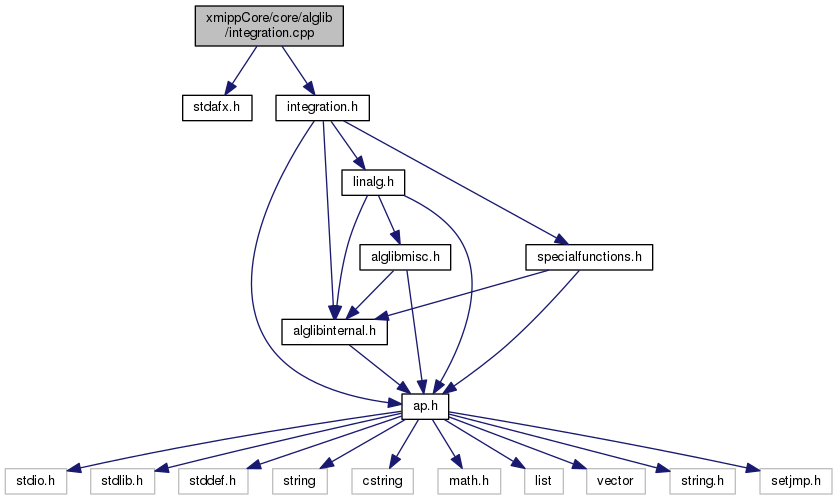 xmippCore/core/alglib
/integration.cpp
stdafx.h
integration.h
linalg.h
alglibmisc.h
specialfunctions.h
alglibinternal.h
ap.h
stdio.h
stdlib.h
stddef.h
string
cstring
math.h
list
vector
string.h
setjmp.h